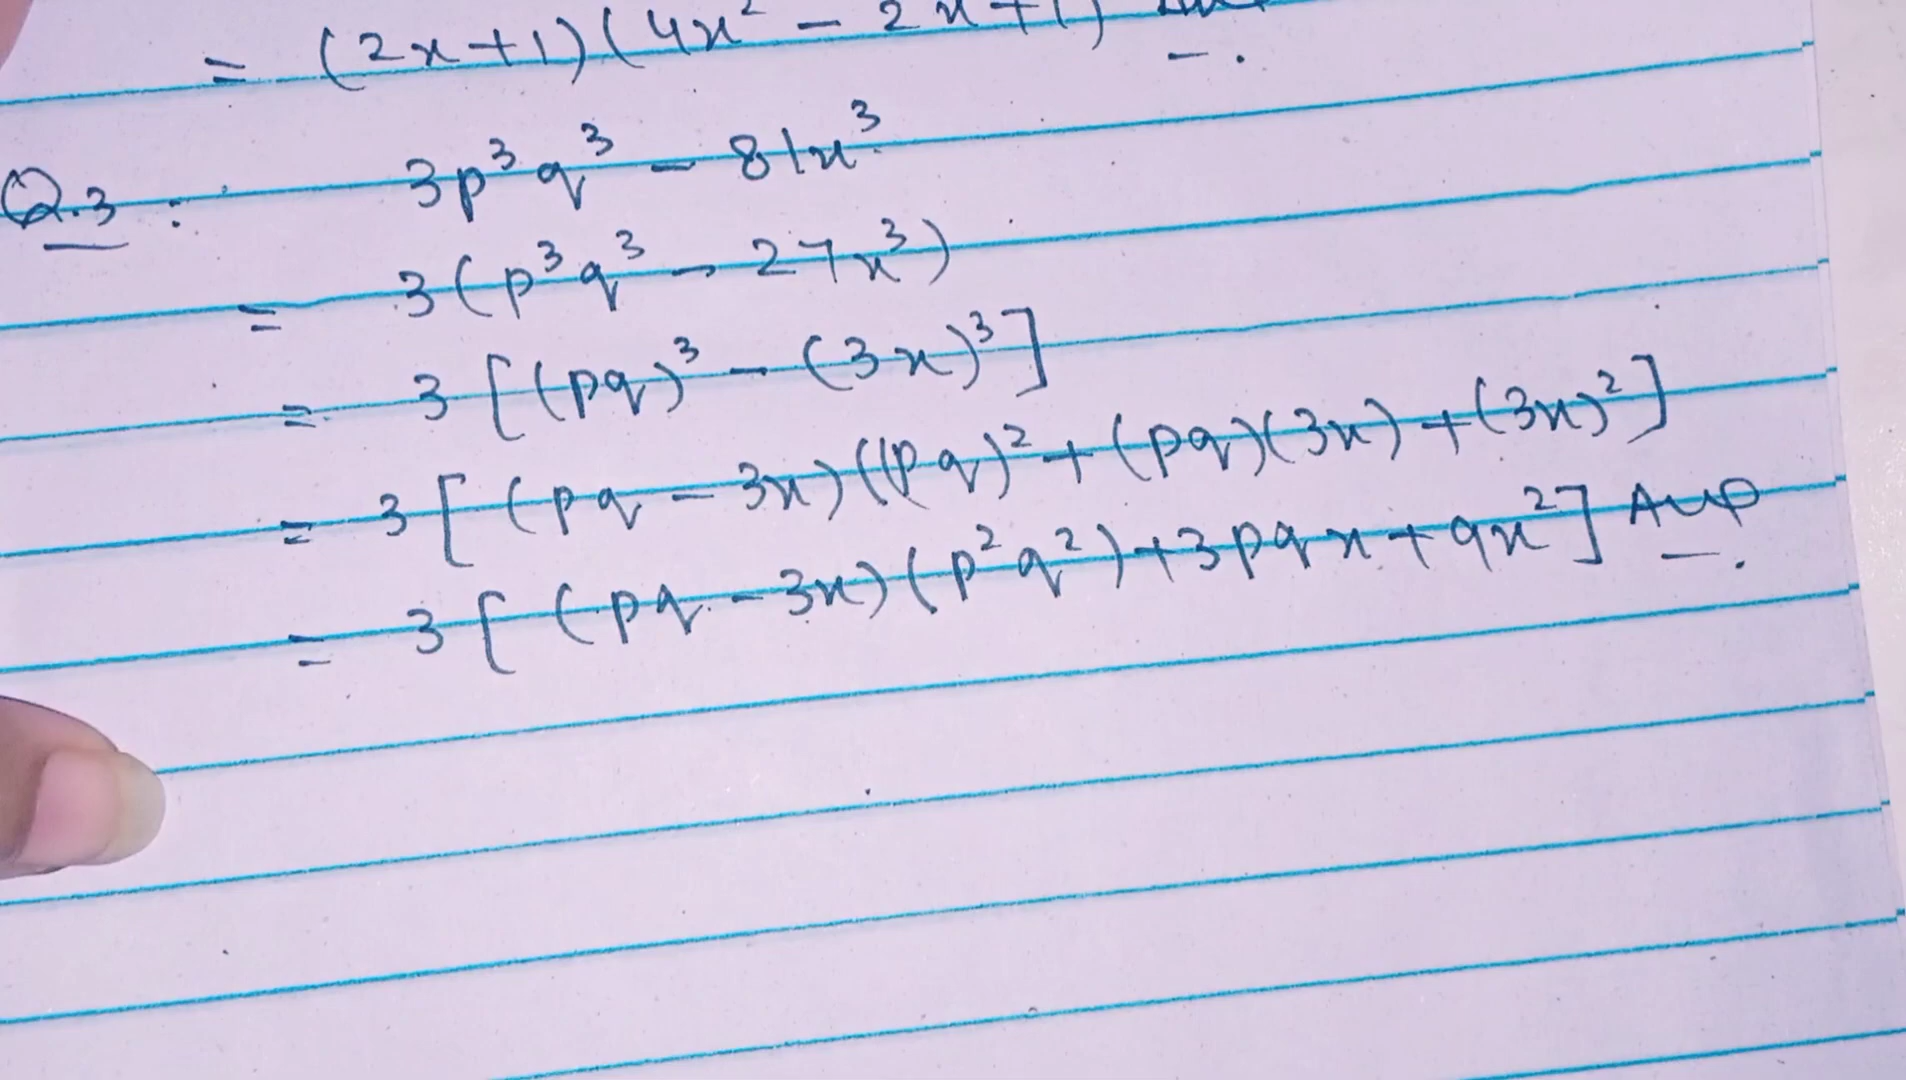 = (2x+1)(4x² - 2x+1)
Q.3 : 3p³q³ - 81x³
= 3(p³q³ - 27x³)
= 3[(pq)³ - (3x)³]
= 3[(pq - 3x)((pq)² + (pq)(3x) + (3x)²]
= 3[(pq - 3x)(p²q²) + 3pqx + 9x²] Ans.